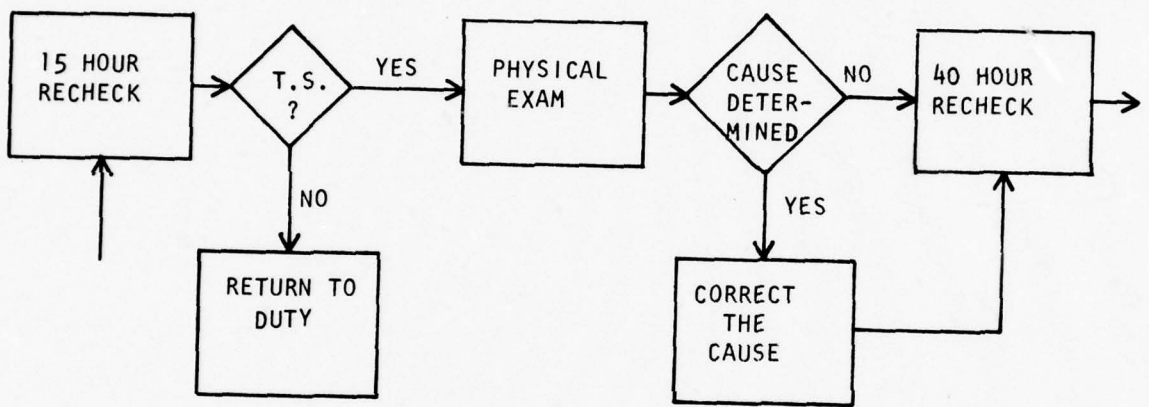 15 HOUR
RECHECK
T.S.
?
YES
NO
RETURN TO
DUTY
PHYSICAL
EXAM
CAUSE
DETER-
MINED
NO
YES
CORRECT
THE
CAUSE
40 HOUR
RECHECK